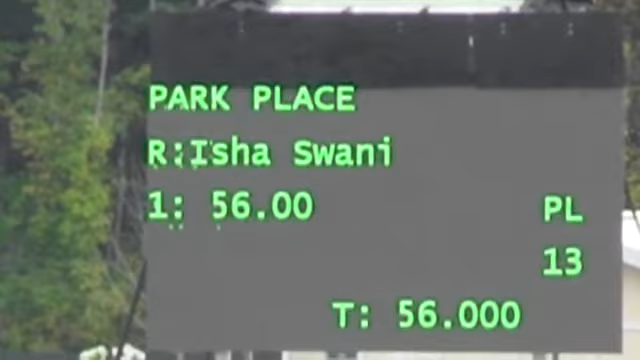 PARK PLACE
R:Isha Swani
1: 56.00 PL
13
T: 56.000